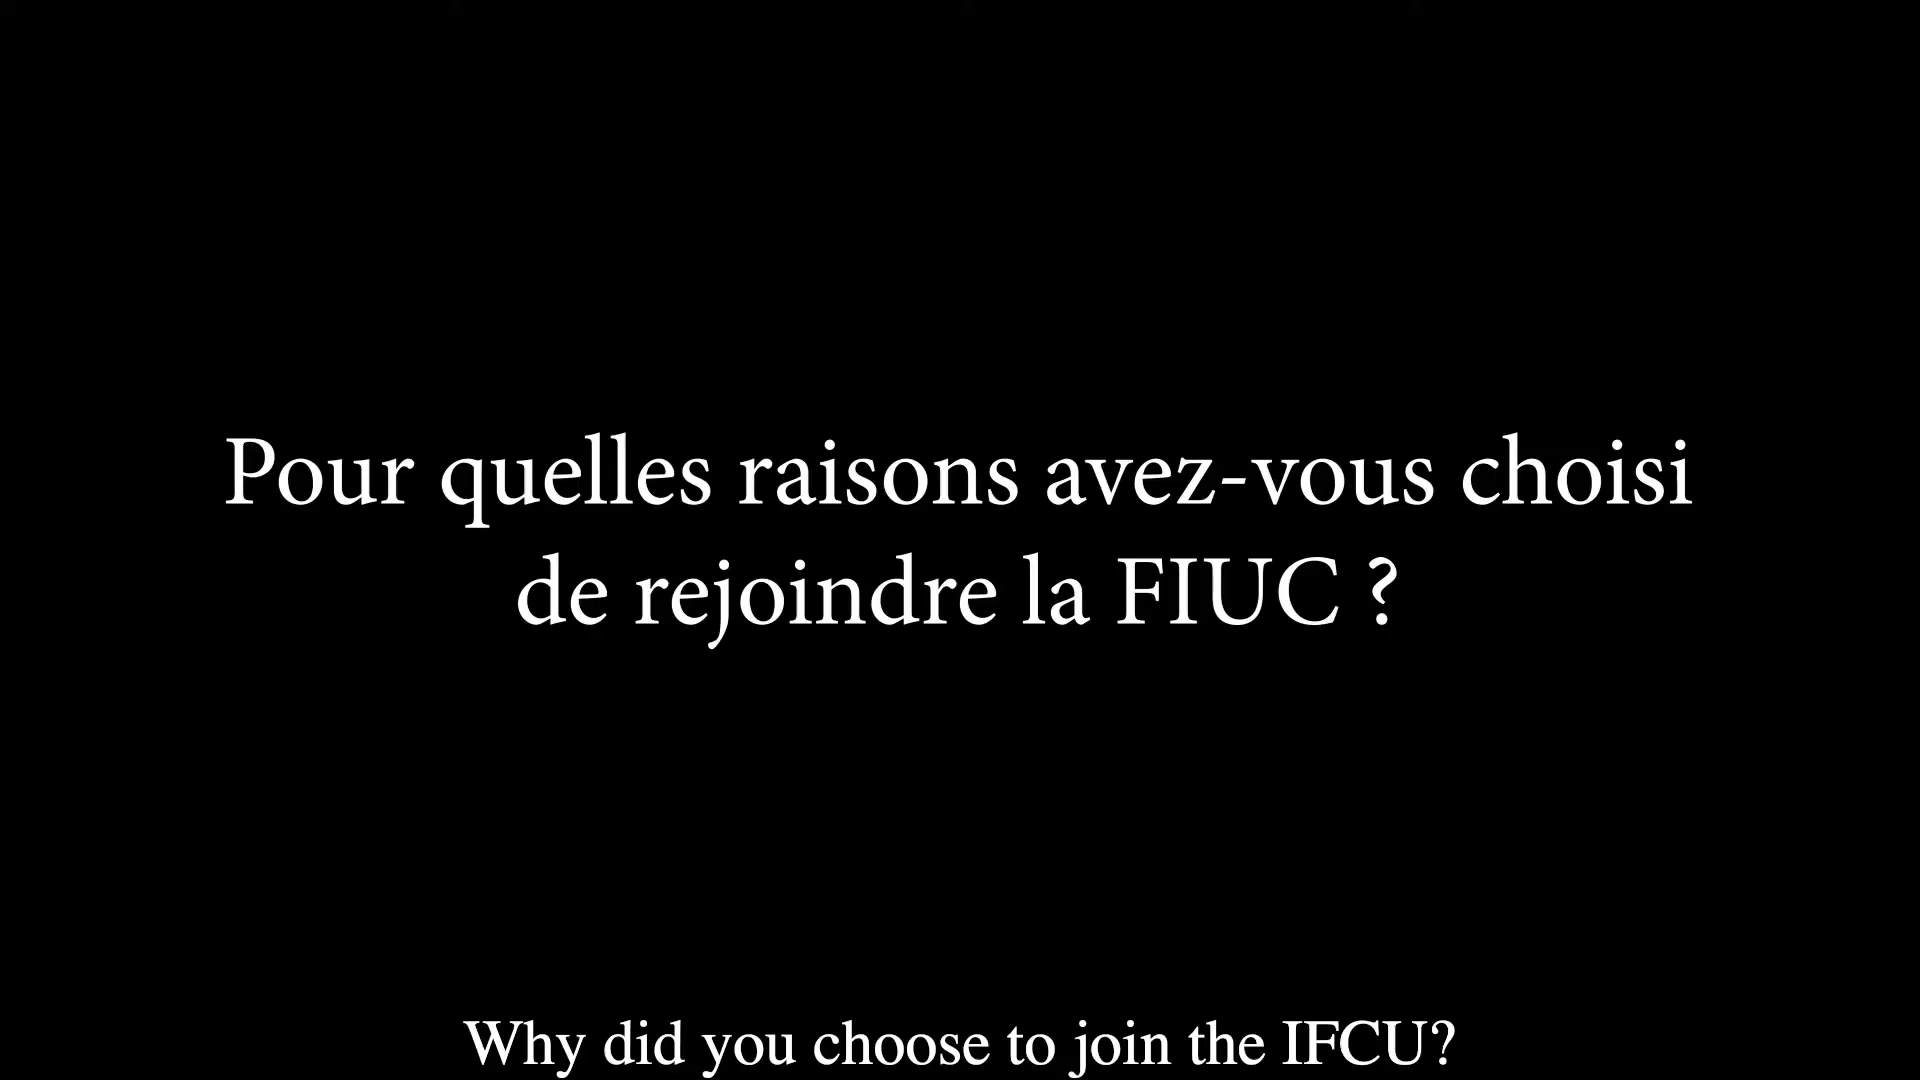 Pour quelles raisons avez-vous choisi
de rejoindre la FIUC ?
Why did you choose to join the IFCU?